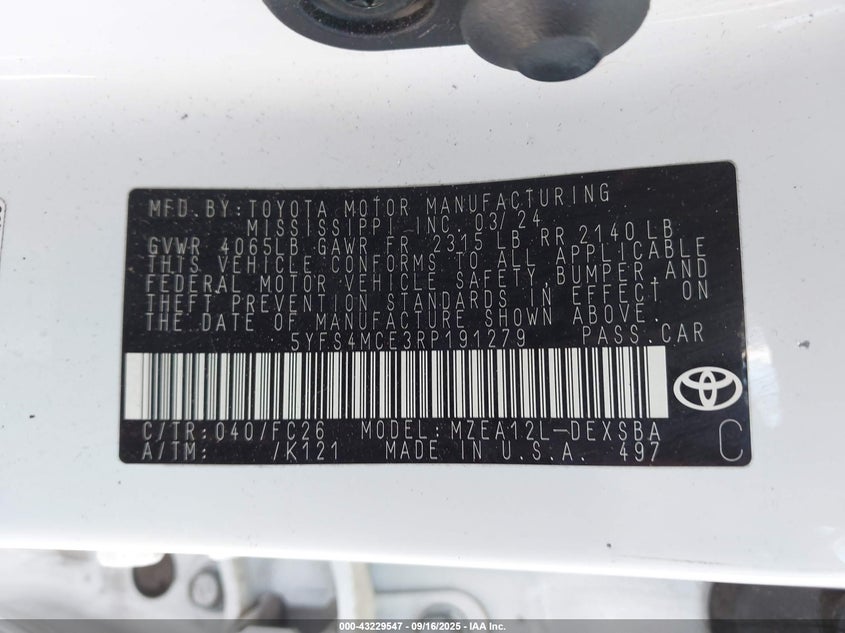 MFD.BY:TOYOTA MOTOR MANUFACTURING
MISSISSIPPI INC. 03/24
GVWR 4065LB GAWR FR 2315 LB RR 2140LB
THIS VEHICLE CONFORMS TO ALL APPLICABLE
FEDERAL MOTOR VEHICLE SAFETY,BUMPER,AND
THEFT PREVENTION STANDARDS IN EFFECT ON
THE DATE OF MANUFACTURE SHOWN ABOVE.
5YFS4MCE3RP191279 PASS.CAR
C/TR:040/FC26 MODEL:MZEA12L-DEXSBA
A/TM: /K121 MADE IN U.S.A. 497 C
000-43229547 - 09/16/2025 - IAA Inc.